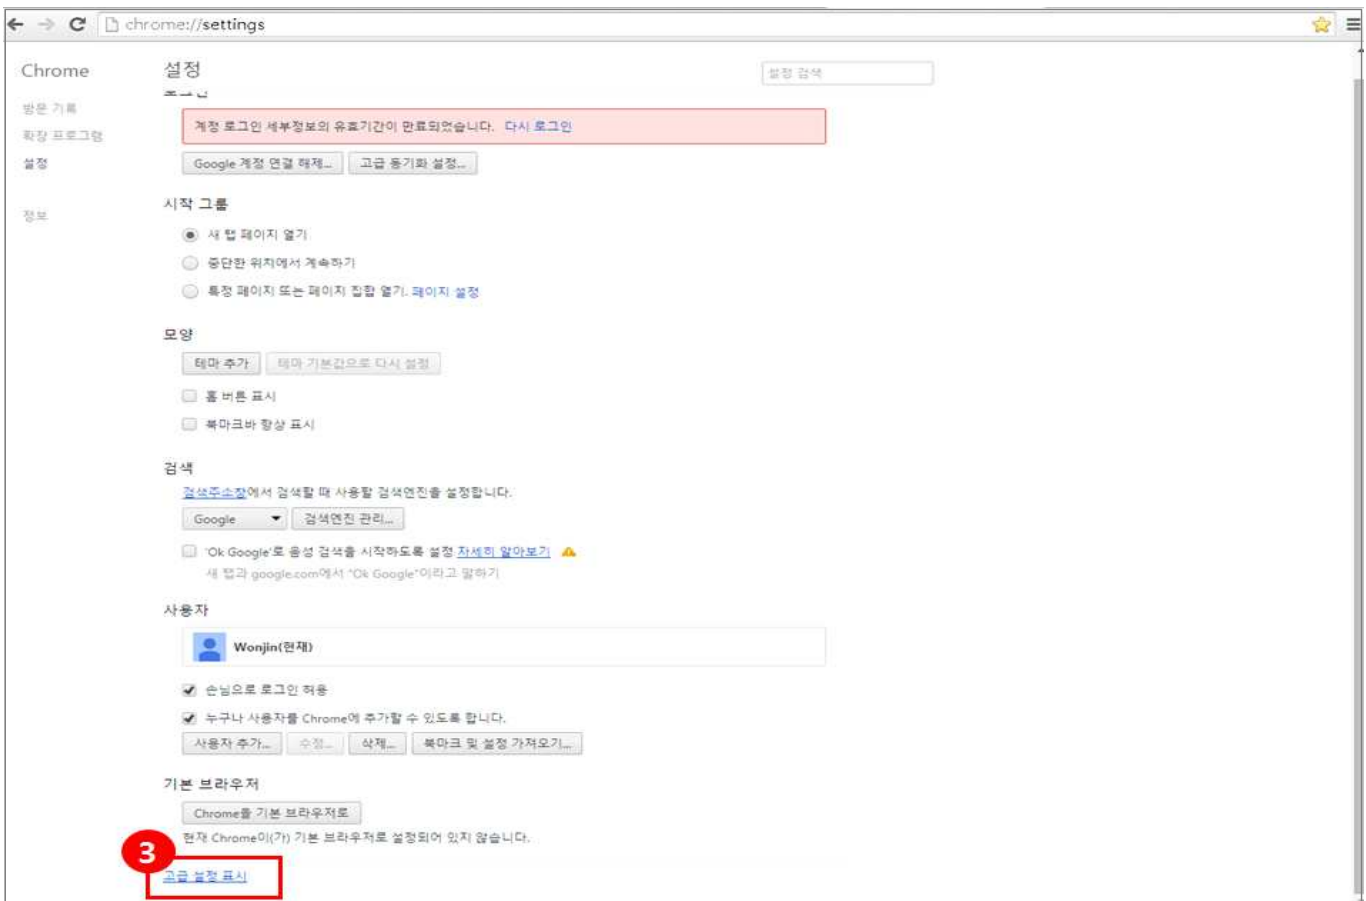 chrome://settings
Chrome
설정
설정 검색
방문 기록
확장 프로그램
설정
정보
계정 로그인 세부정보의 유효기간이 만료되었습니다. 다시 로그인
Google 계정 연결 해제... 고급 동기화 설정...
시작 그룹
새 탭 페이지 열기
중단한 위치에서 계속하기
특정 페이지 또는 페이지 집합 열기. 페이지 설정
모양
테마 추가 테마 기본값으로 다시 설정
홈 버튼 표시
북마크바 항상 표시
검색
검색주소창에서 검색할 때 사용할 검색엔진을 설정합니다.
Google 검색엔진 관리...
'Ok Google'로 음성 검색을 시작하도록 설정 자세히 알아보기
새 탭과 google.com에서 "Ok Google"이라고 말하기
사용자
Wonjin(현재)
손님으로 로그인 허용
누구나 사용자를 Chrome에 추가할 수 있도록 합니다.
사용자 추가... 수정... 삭제... 북마크 및 설정 가져오기...
기본 브라우저
Chrome을 기본 브라우저로
현재 Chrome이(가) 기본 브라우저로 설정되어 있지 않습니다.
3
고급 설정 표시